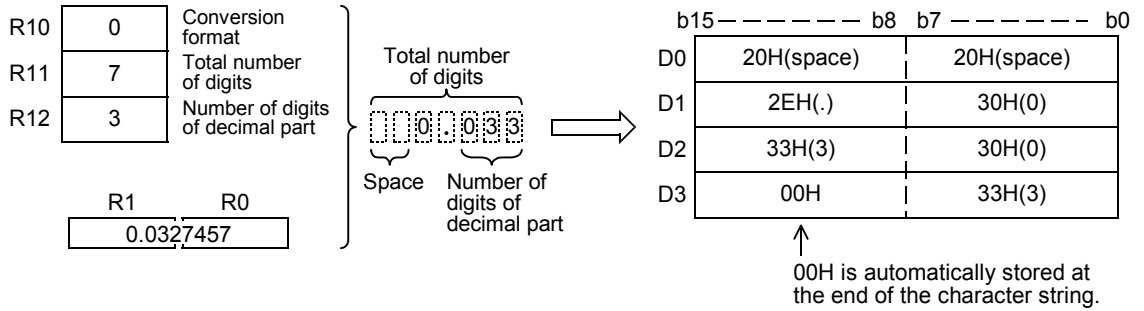 R10 0 Conversion
format
R11 7 Total number
of digits
R12 3 Number of digits
of decimal part
R1 R0
0.0327457
Total number
of digits
0 . 0 3 3
Space
Number of
digits of
decimal part
b15 b8 b7 b0
D0 20H(space) 20H(space)
D1 2EH(.) 30H(0)
D2 33H(3) 30H(0)
D3 00H 33H(3)
00H is automatically stored at
the end of the character string.